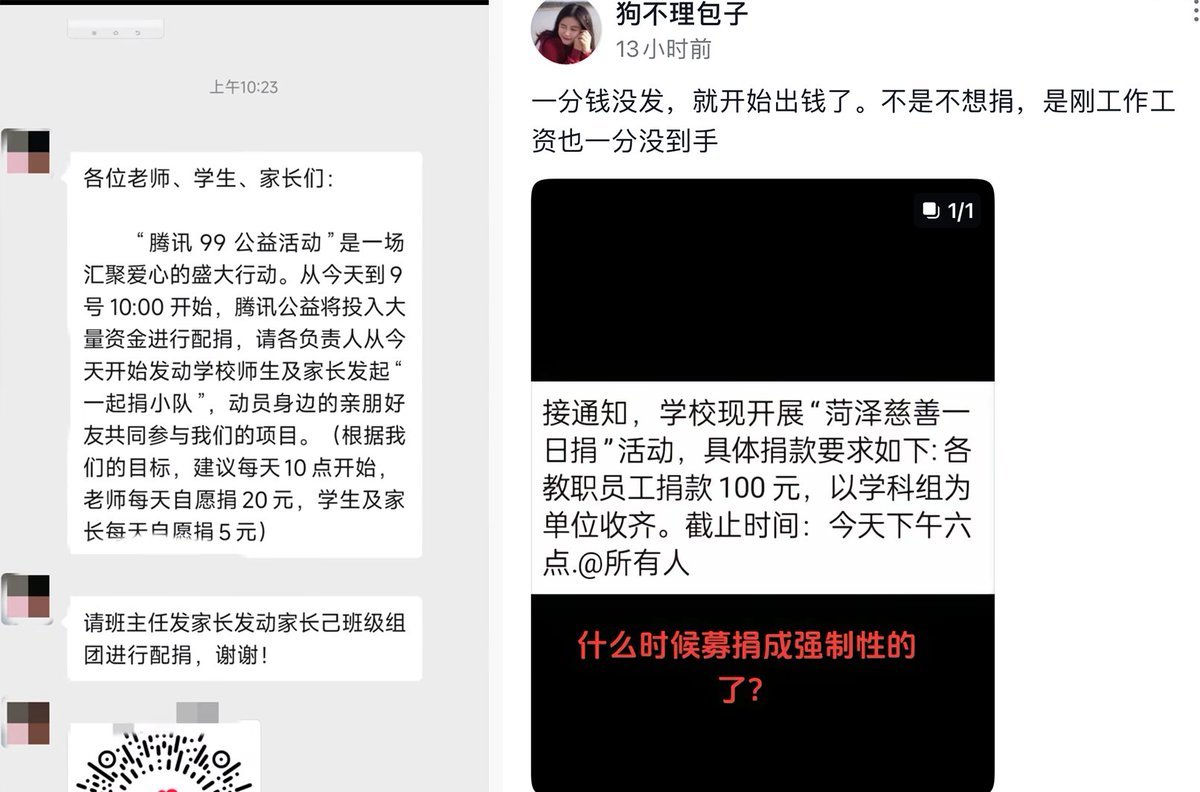 上午10:23
各位老师、学生、家长们：
“腾讯 99 公益活动”是一场
汇聚爱心的盛大行动。从今天到 9
号 10:00 开始，腾讯公益将投入大
量资金进行配捐，请各负责人从今
天开始发动学校师生及家长发起“
一起捐小队”，动员身边的亲朋好
友共同参与我们的项目。（根据我
们的目标，建议每天 10 点开始，
老师每天自愿捐 20 元，学生及家
长每天自愿捐 5 元）
请班主任发家长发动家长己班级组
团进行配捐，谢谢！
狗不理包子
13小时前
一分钱没发，就开始出钱了。不是不想捐，是刚工作工
资也一分没到手
1/1
接通知，学校现开展“菏泽慈善一
日捐”活动，具体捐款要求如下: 各
教职员工捐款 100 元，以学科组为
单位收齐。截止时间：今天下午六
点.@所有人
什么时候募捐成强制性的
了？